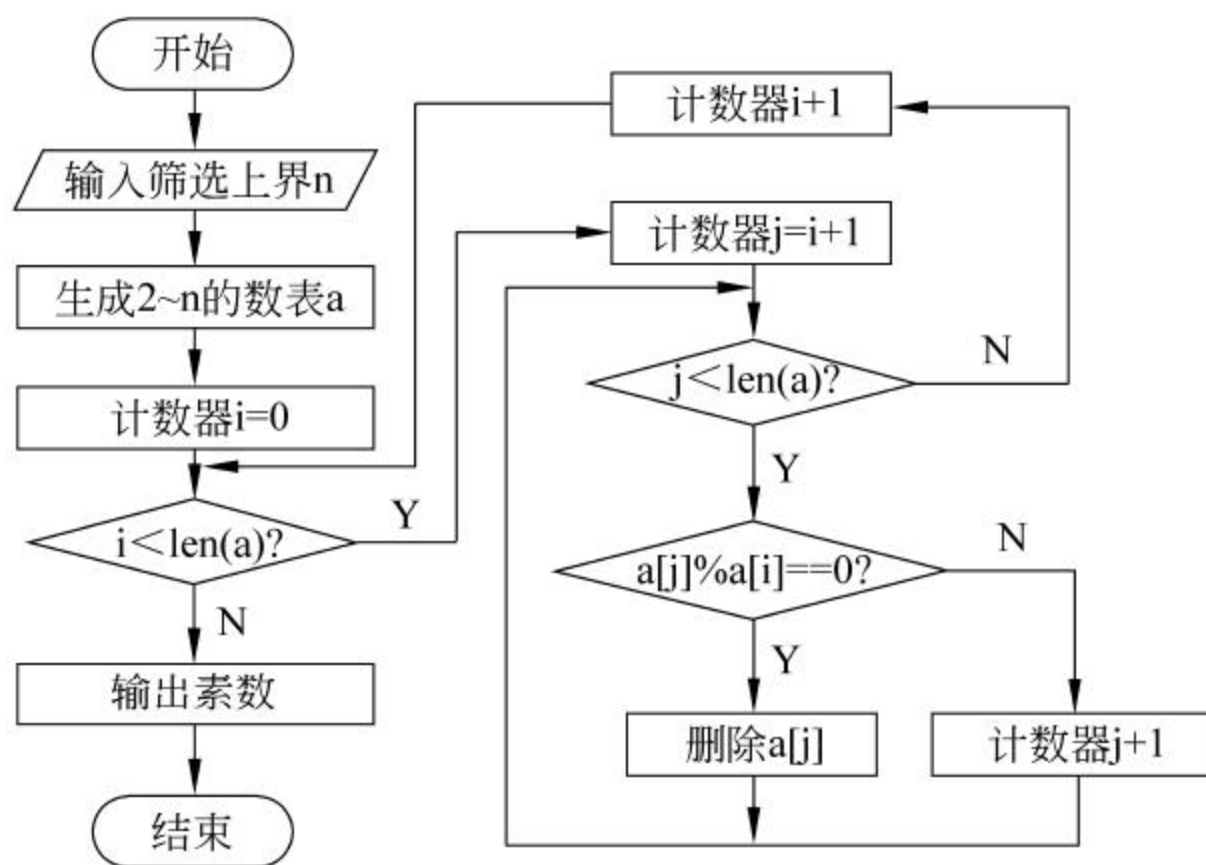 开始
输入筛选上界n
生成2~n的数表a
计数器i=0
i＜len(a)?
Y
N
输出素数
结束
计数器i+1
计数器j=i+1
j＜len(a)?
N
Y
a[j]%a[i]==0?
N
Y
删除a[j]
计数器j+1